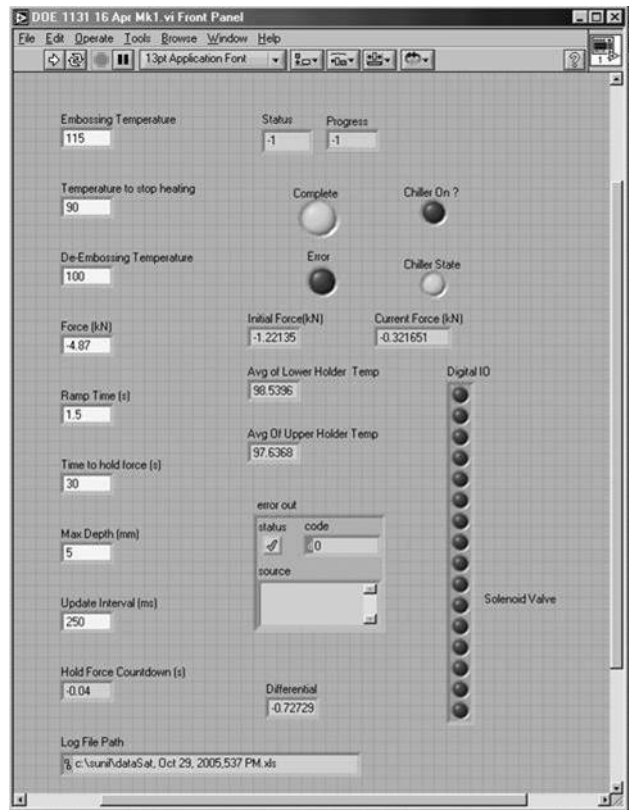 DOE 1131 16 Apr Mk1.vi Front Panel
File Edit Operate Tools Browse Window Help
13pt Application Font
1
Embossing Temperature
115
Status
-1
Progress
-1
Temperature to stop heating
90
Complete
Chiller On ?
De-Embossing Temperature
100
Error
Chiller State
Force (kN)
-4.87
Initial Force(kN)
-1.22135
Current Force (kN)
-0.321651
Avg of Lower Holder Temp
98.5396
Digital IO
Ramp Time (s)
1.5
Avg Of Upper Holder Temp
97.6368
Time to hold force (s)
30
error out
status code
0
source
Max Depth (mm)
5
Update Interval (ms)
250
Solenoid Valve
Hold Force Countdown (s)
-0.04
Differential
-0.72729
Log File Path
c:\sunil\dataSat, Oct 29, 2005,537 PM.xls